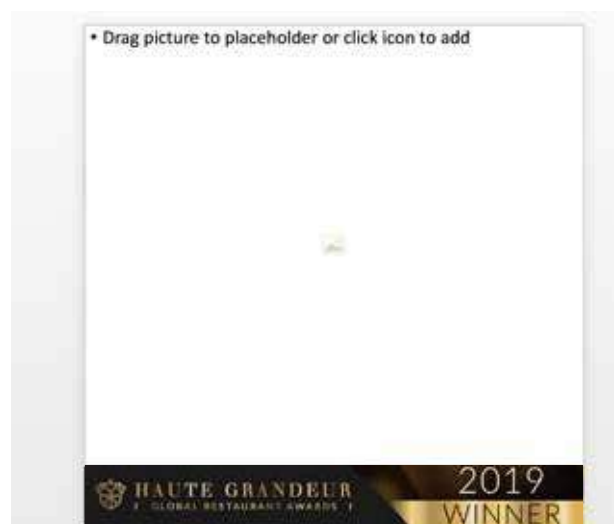 • Drag picture to placeholder or click icon to add
HAUTE GRANDEUR
GLOBAL RESTAURANT AWARDS
2019
WINNER